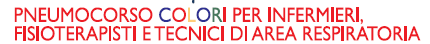 PNEUMOCORSO COLORI PER INFERMIERI,
FISIOTERAPISTI E TECNICI DI AREA RESPIRATORIA